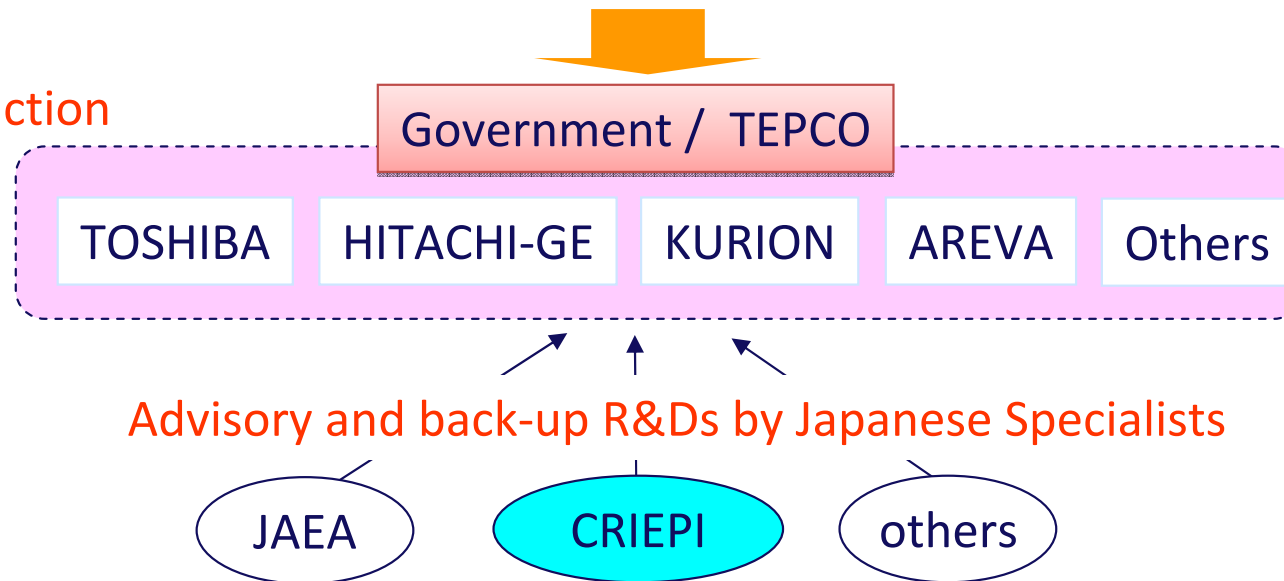 ction
Government / TEPCO
TOSHIBA HITACHI-GE KURION AREVA Others
Advisory and back-up R&Ds by Japanese Specialists
JAEA CRIEPI others